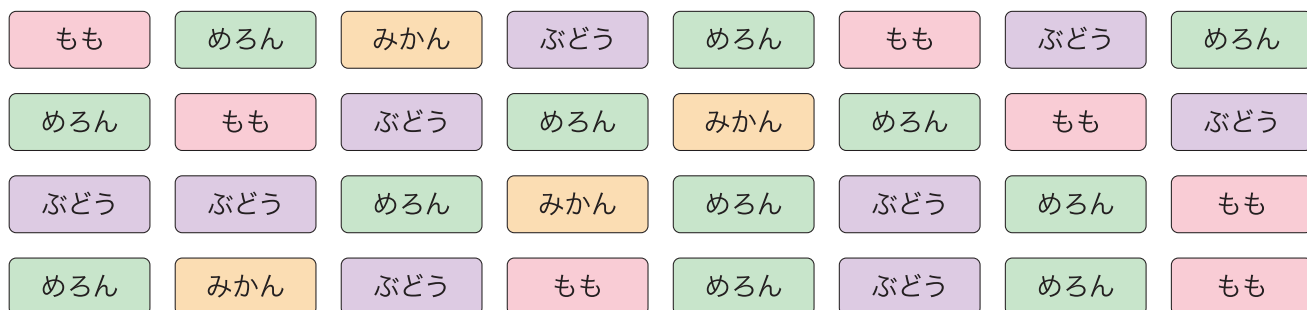 もも めろん みかん ぶどう めろん もも ぶどう めろん
めろん もも ぶどう めろん みかん めろん もも ぶどう
ぶどう ぶどう めろん みかん めろん ぶどう めろん もも
めろん みかん ぶどう もも めろん ぶどう めろん もも